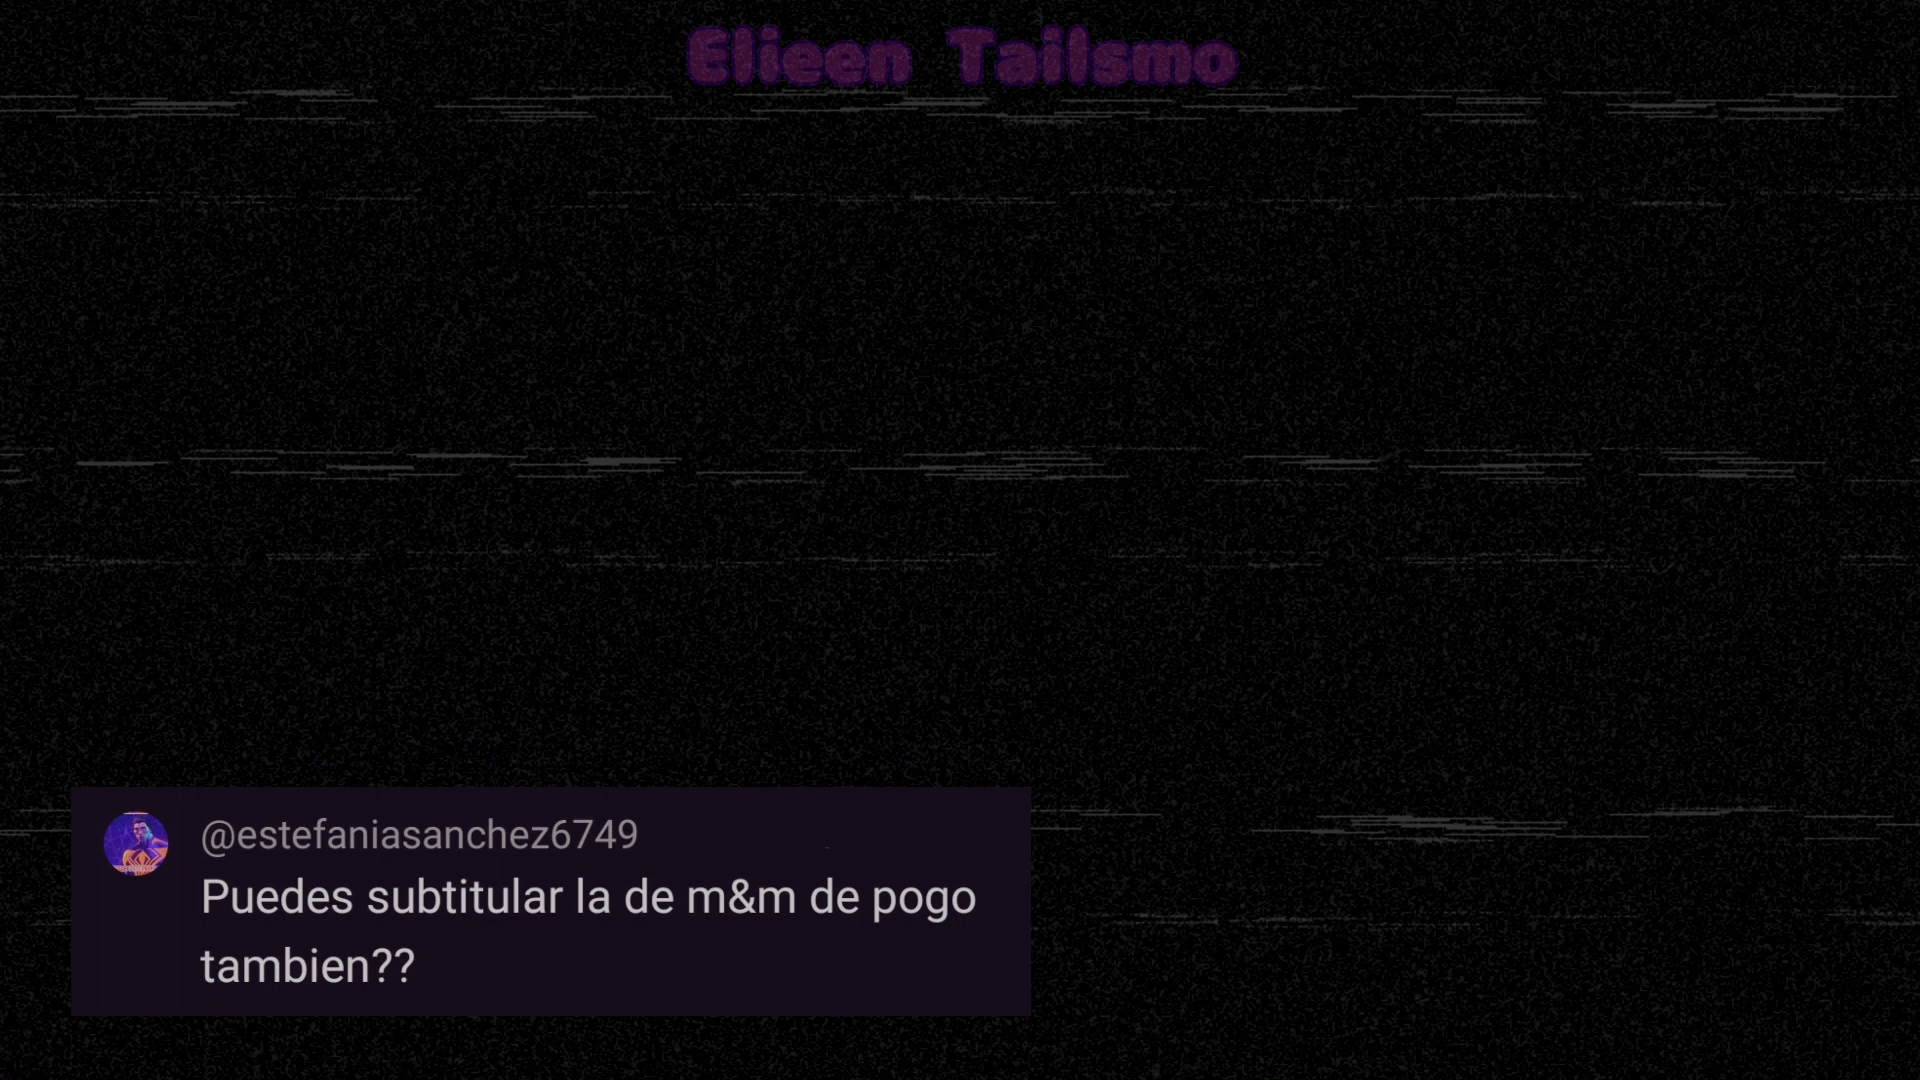 Elieen Tailsmo
@estefaniasanchez6749
Puedes subtitular la de m&m de pogo
tambien??